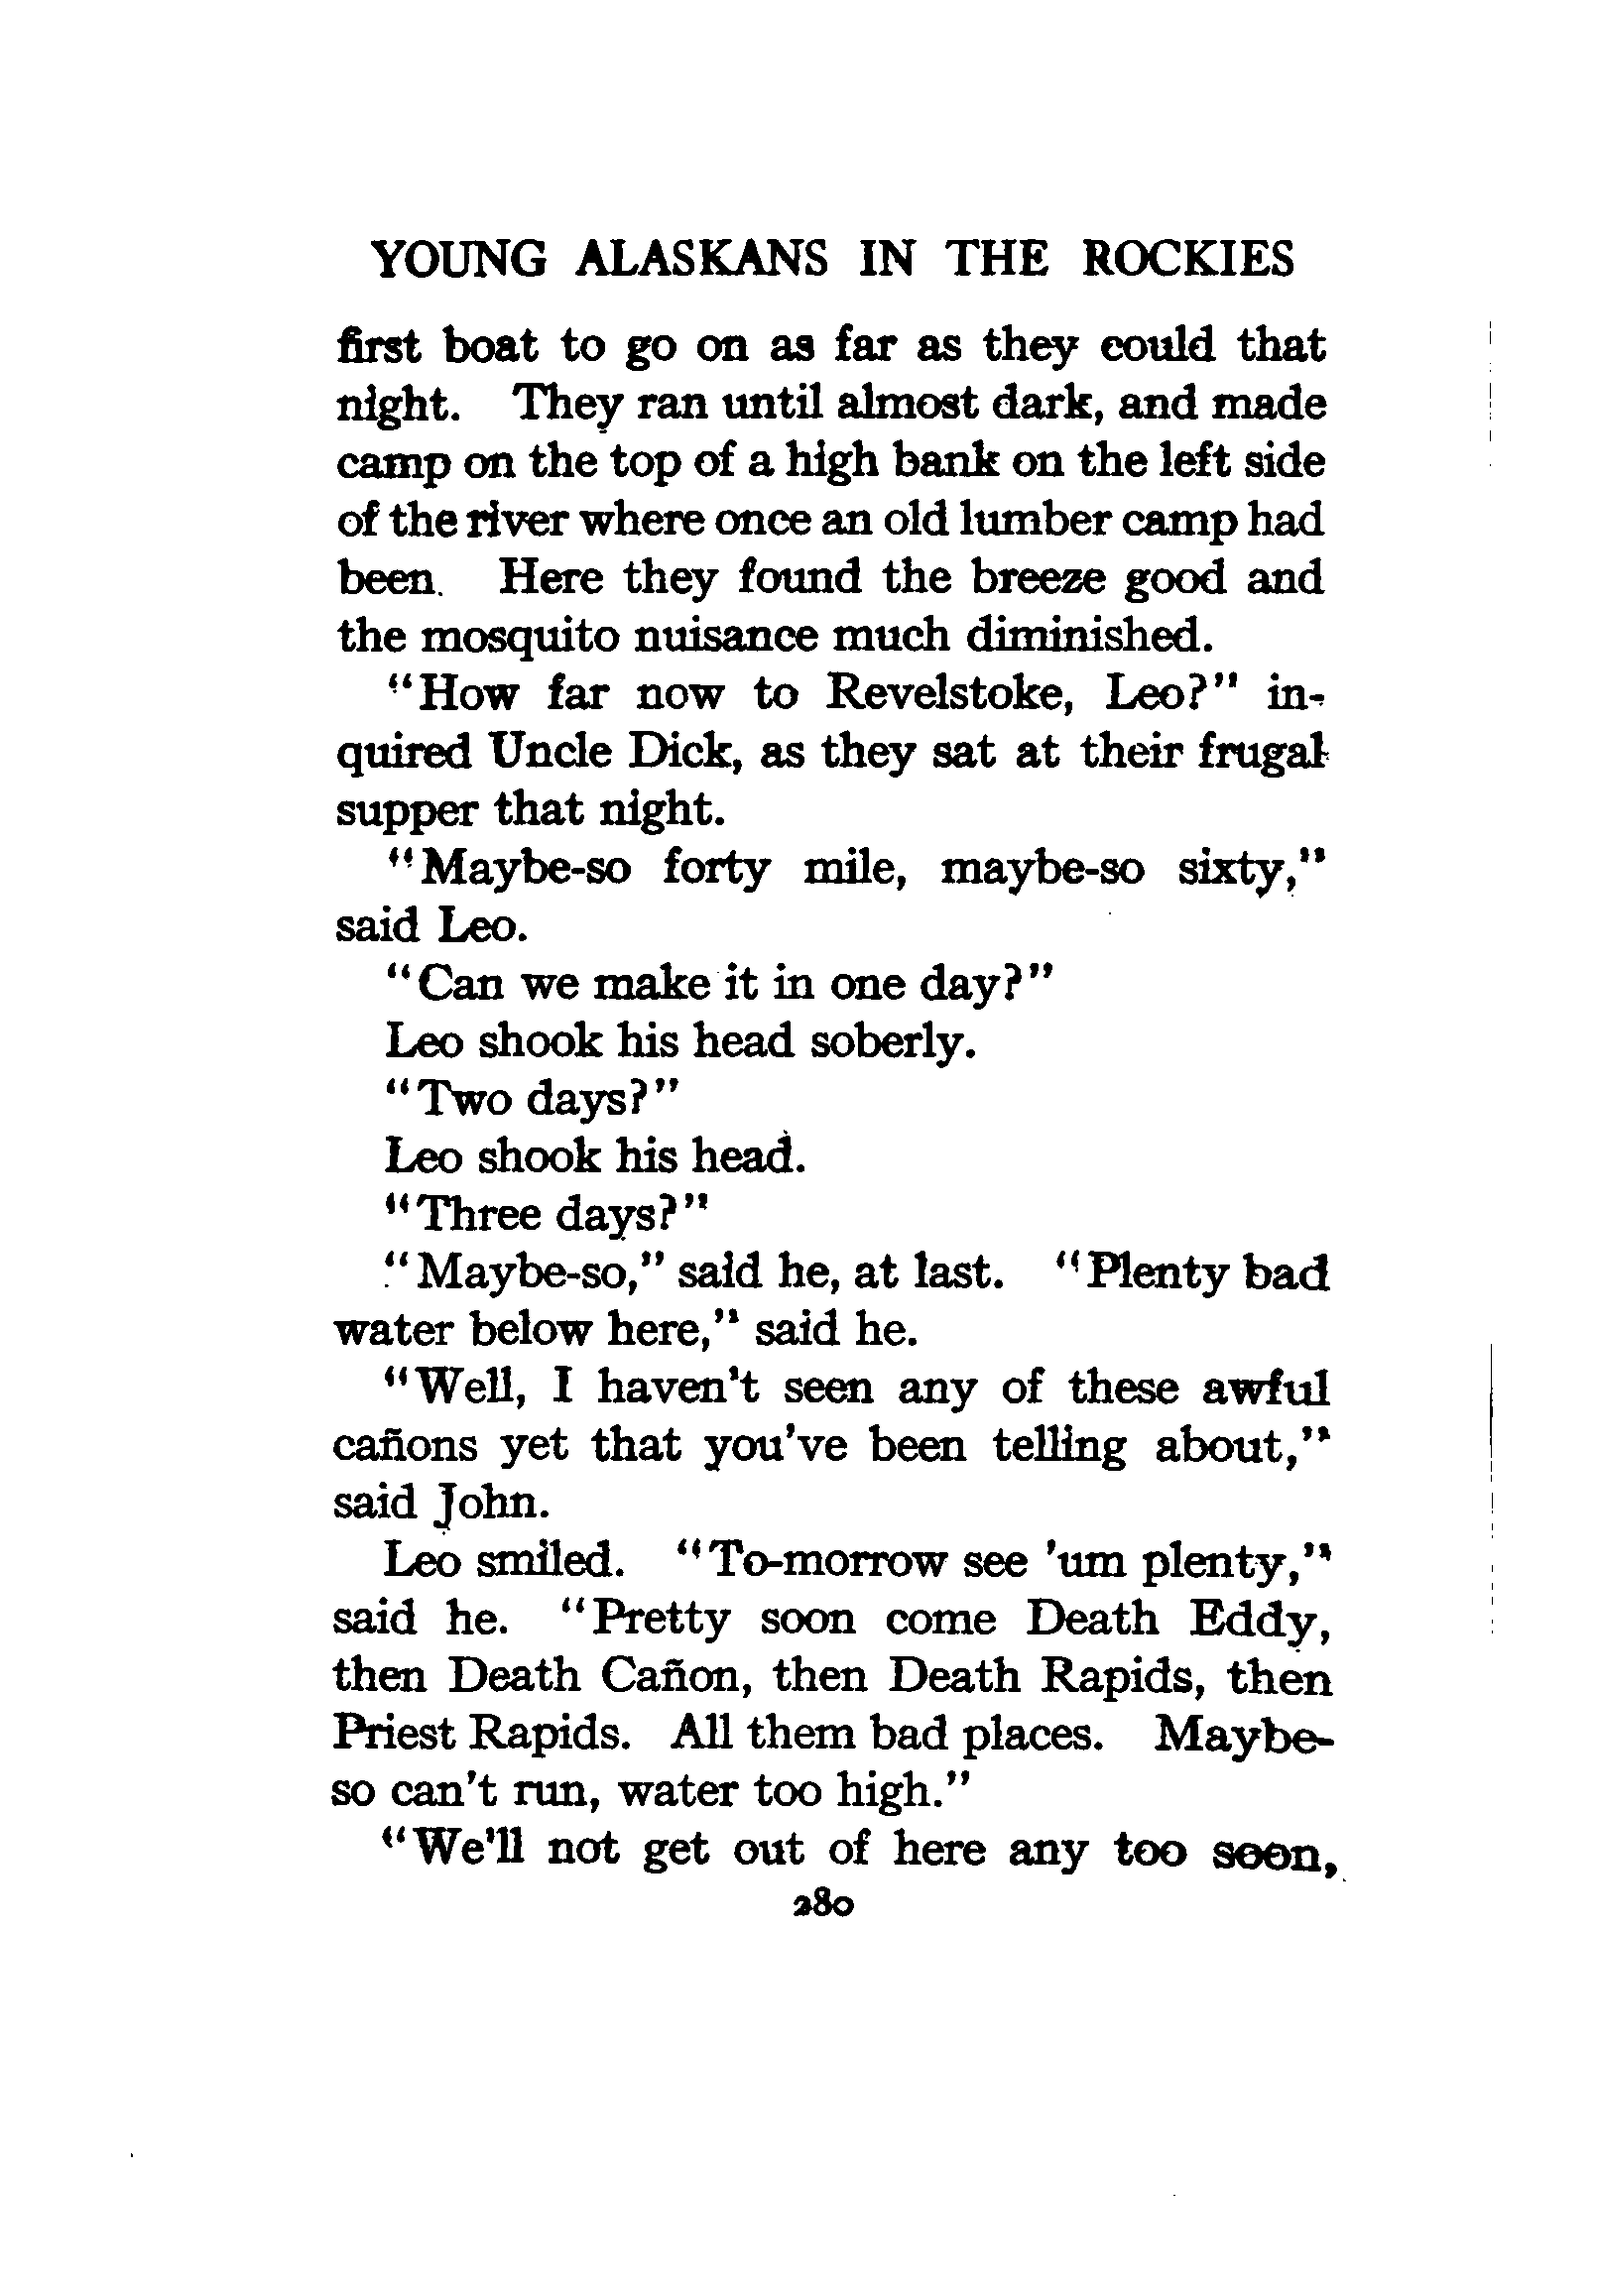 YOUNG ALASKANS IN THE ROCKIES
first boat to go on as far as they could that
night. They ran until almost dark, and made
camp on the top of a high bank on the left side
of the river where once an old lumber camp had
been. Here they found the breeze good and
the mosquito nuisance much diminished.
"How far now to Revelstoke, Leo?" in-
quired Uncle Dick, as they sat at their frugal
supper that night.
"Maybe-so forty mile, maybe-so sixty,"
said Leo.
"Can we make it in one day?"
Leo shook his head soberly.
"Two days?"
Leo shook his head.
"Three days?"
"Maybe-so," said he, at last. "Plenty bad
water below here," said he.
"Well, I haven't seen any of these awful
cañons yet that you've been telling about,"
said John.
Leo smiled. "To-morrow see 'um plenty,"
said he. "Pretty soon come Death Eddy,
then Death Cañon, then Death Rapids, then
Priest Rapids. All them bad places. Maybe-
so can't run, water too high."
"We'll not get out of here any too soon,
280